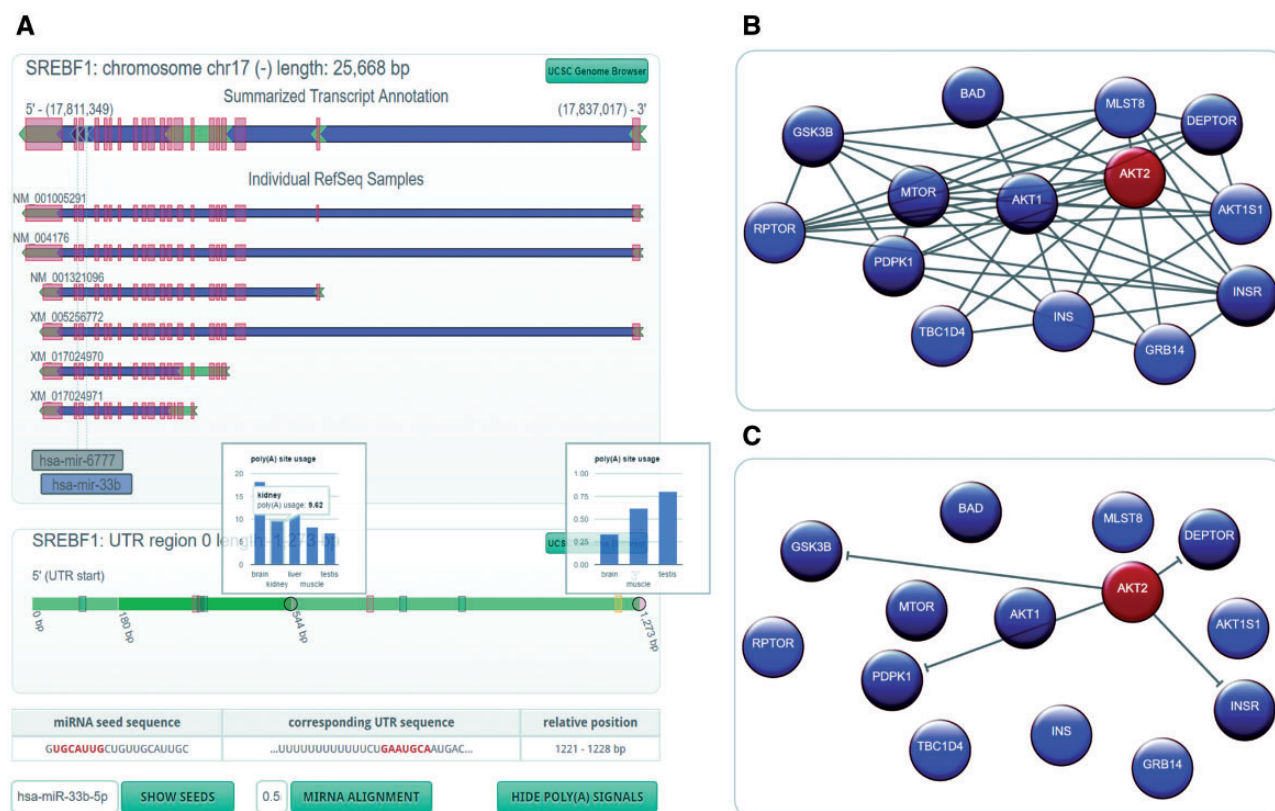 A
SREBF1: chromosome chr17 (-) length: 25,668 bp
UCSC Genome Browser
Summarized Transcript Annotation
5' - (17,811,349)
(17,837,017) - 3'
Individual RefSeq Samples
NM_001005291
NM_004176
NM_001321096
XM_005256772
XM_017024970
XM_017024971
hsa-mir-6777
hsa-mir-33b
poly(A) site usage
20
15
10
5
0
kidney
poly(A) usage: 9.62
brain
kidney
liver
muscle
testis
poly(A) site usage
1.00
0.75
0.50
0.25
0.00
brain
muscle
testis
SREBF1: UTR region 0 length - 1,273 bp
5' (UTR start)
3'
0 bp
180 bp
544 bp
1,273 bp
miRNA seed sequence
corresponding UTR sequence
relative position
GUGCAUUGCUGUUGCAUUGC
...UUUUUUUUUUUUUCUGAAUGCAAUGAC...
1221 - 1228 bp
hsa-miR-33b-5p
SHOW SEEDS
0.5
MIRNA ALIGNMENT
HIDE POLY(A) SIGNALS
B
BAD
MLST8
DEPTOR
GSK3B
AKT2
MTOR
AKT1
AKT1S1
RPTOR
PDPK1
INSR
TBC1D4
INS
GRB14
C
BAD
MLST8
DEPTOR
GSK3B
AKT2
MTOR
AKT1
AKT1S1
RPTOR
PDPK1
INSR
TBC1D4
INS
GRB14